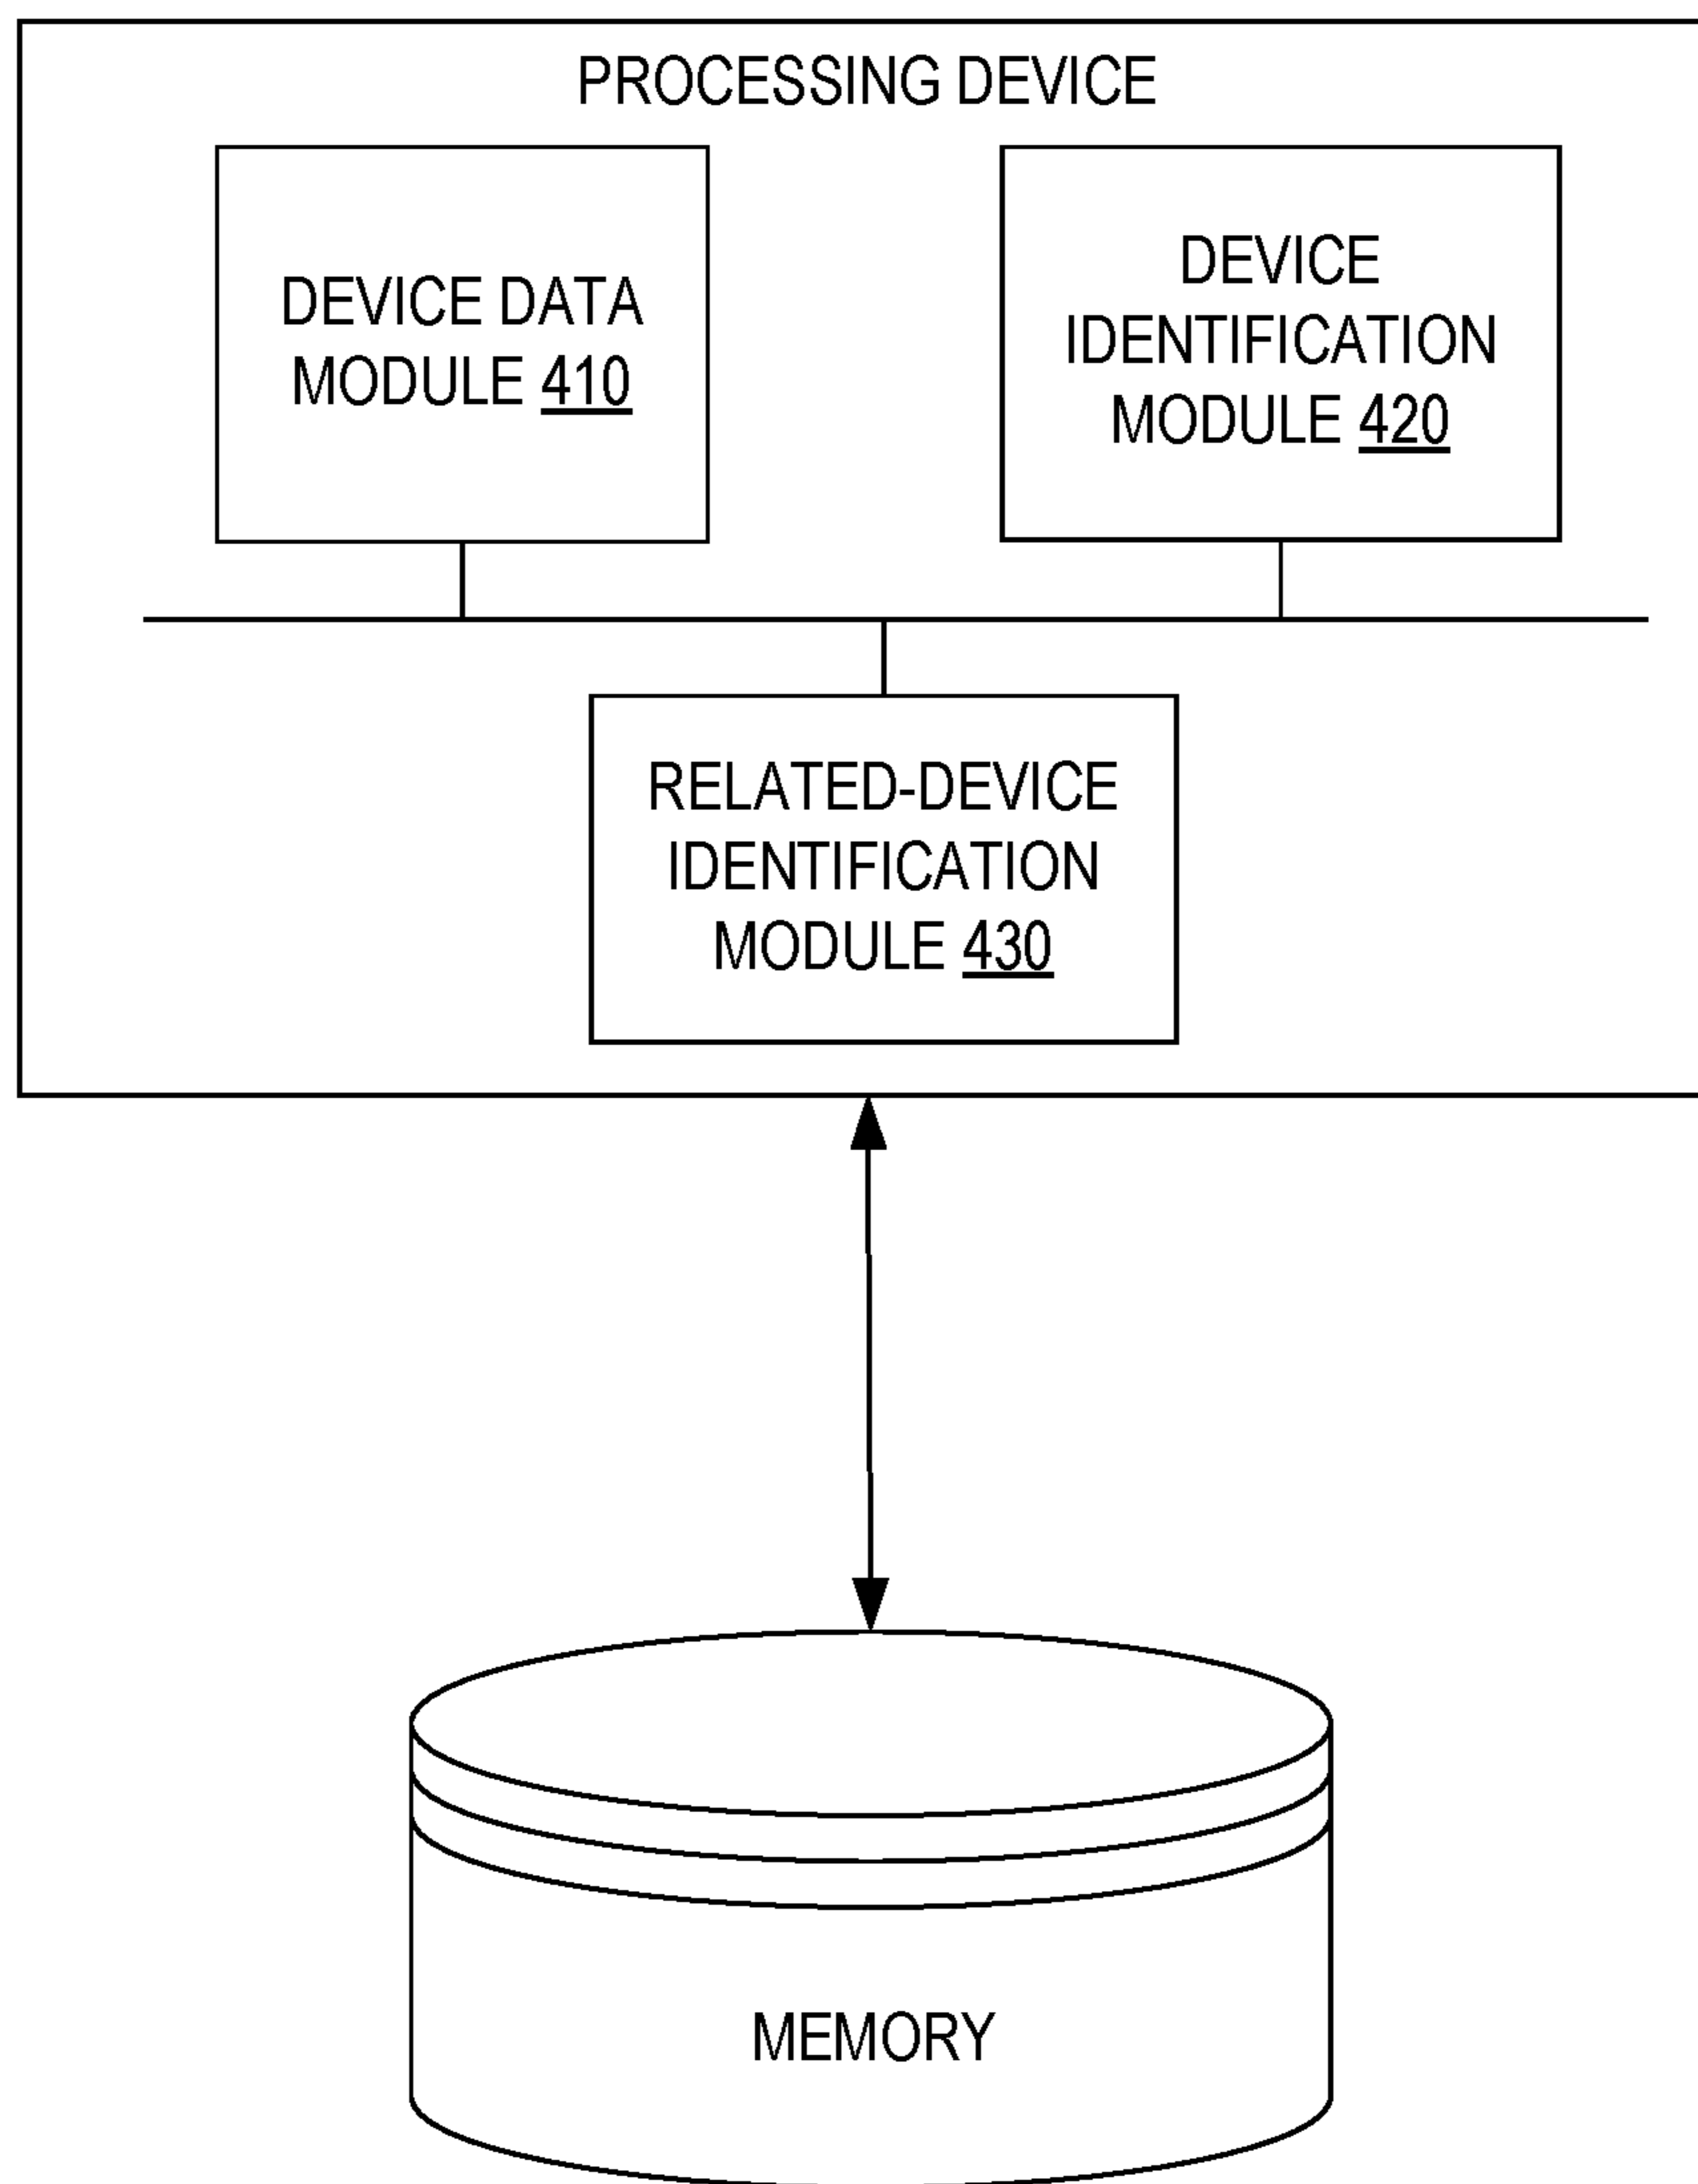 PROCESSING DEVICE
DEVICE DATA
MODULE 410
DEVICE
IDENTIFICATION
MODULE 420
RELATED-DEVICE
IDENTIFICATION
MODULE 430
MEMORY